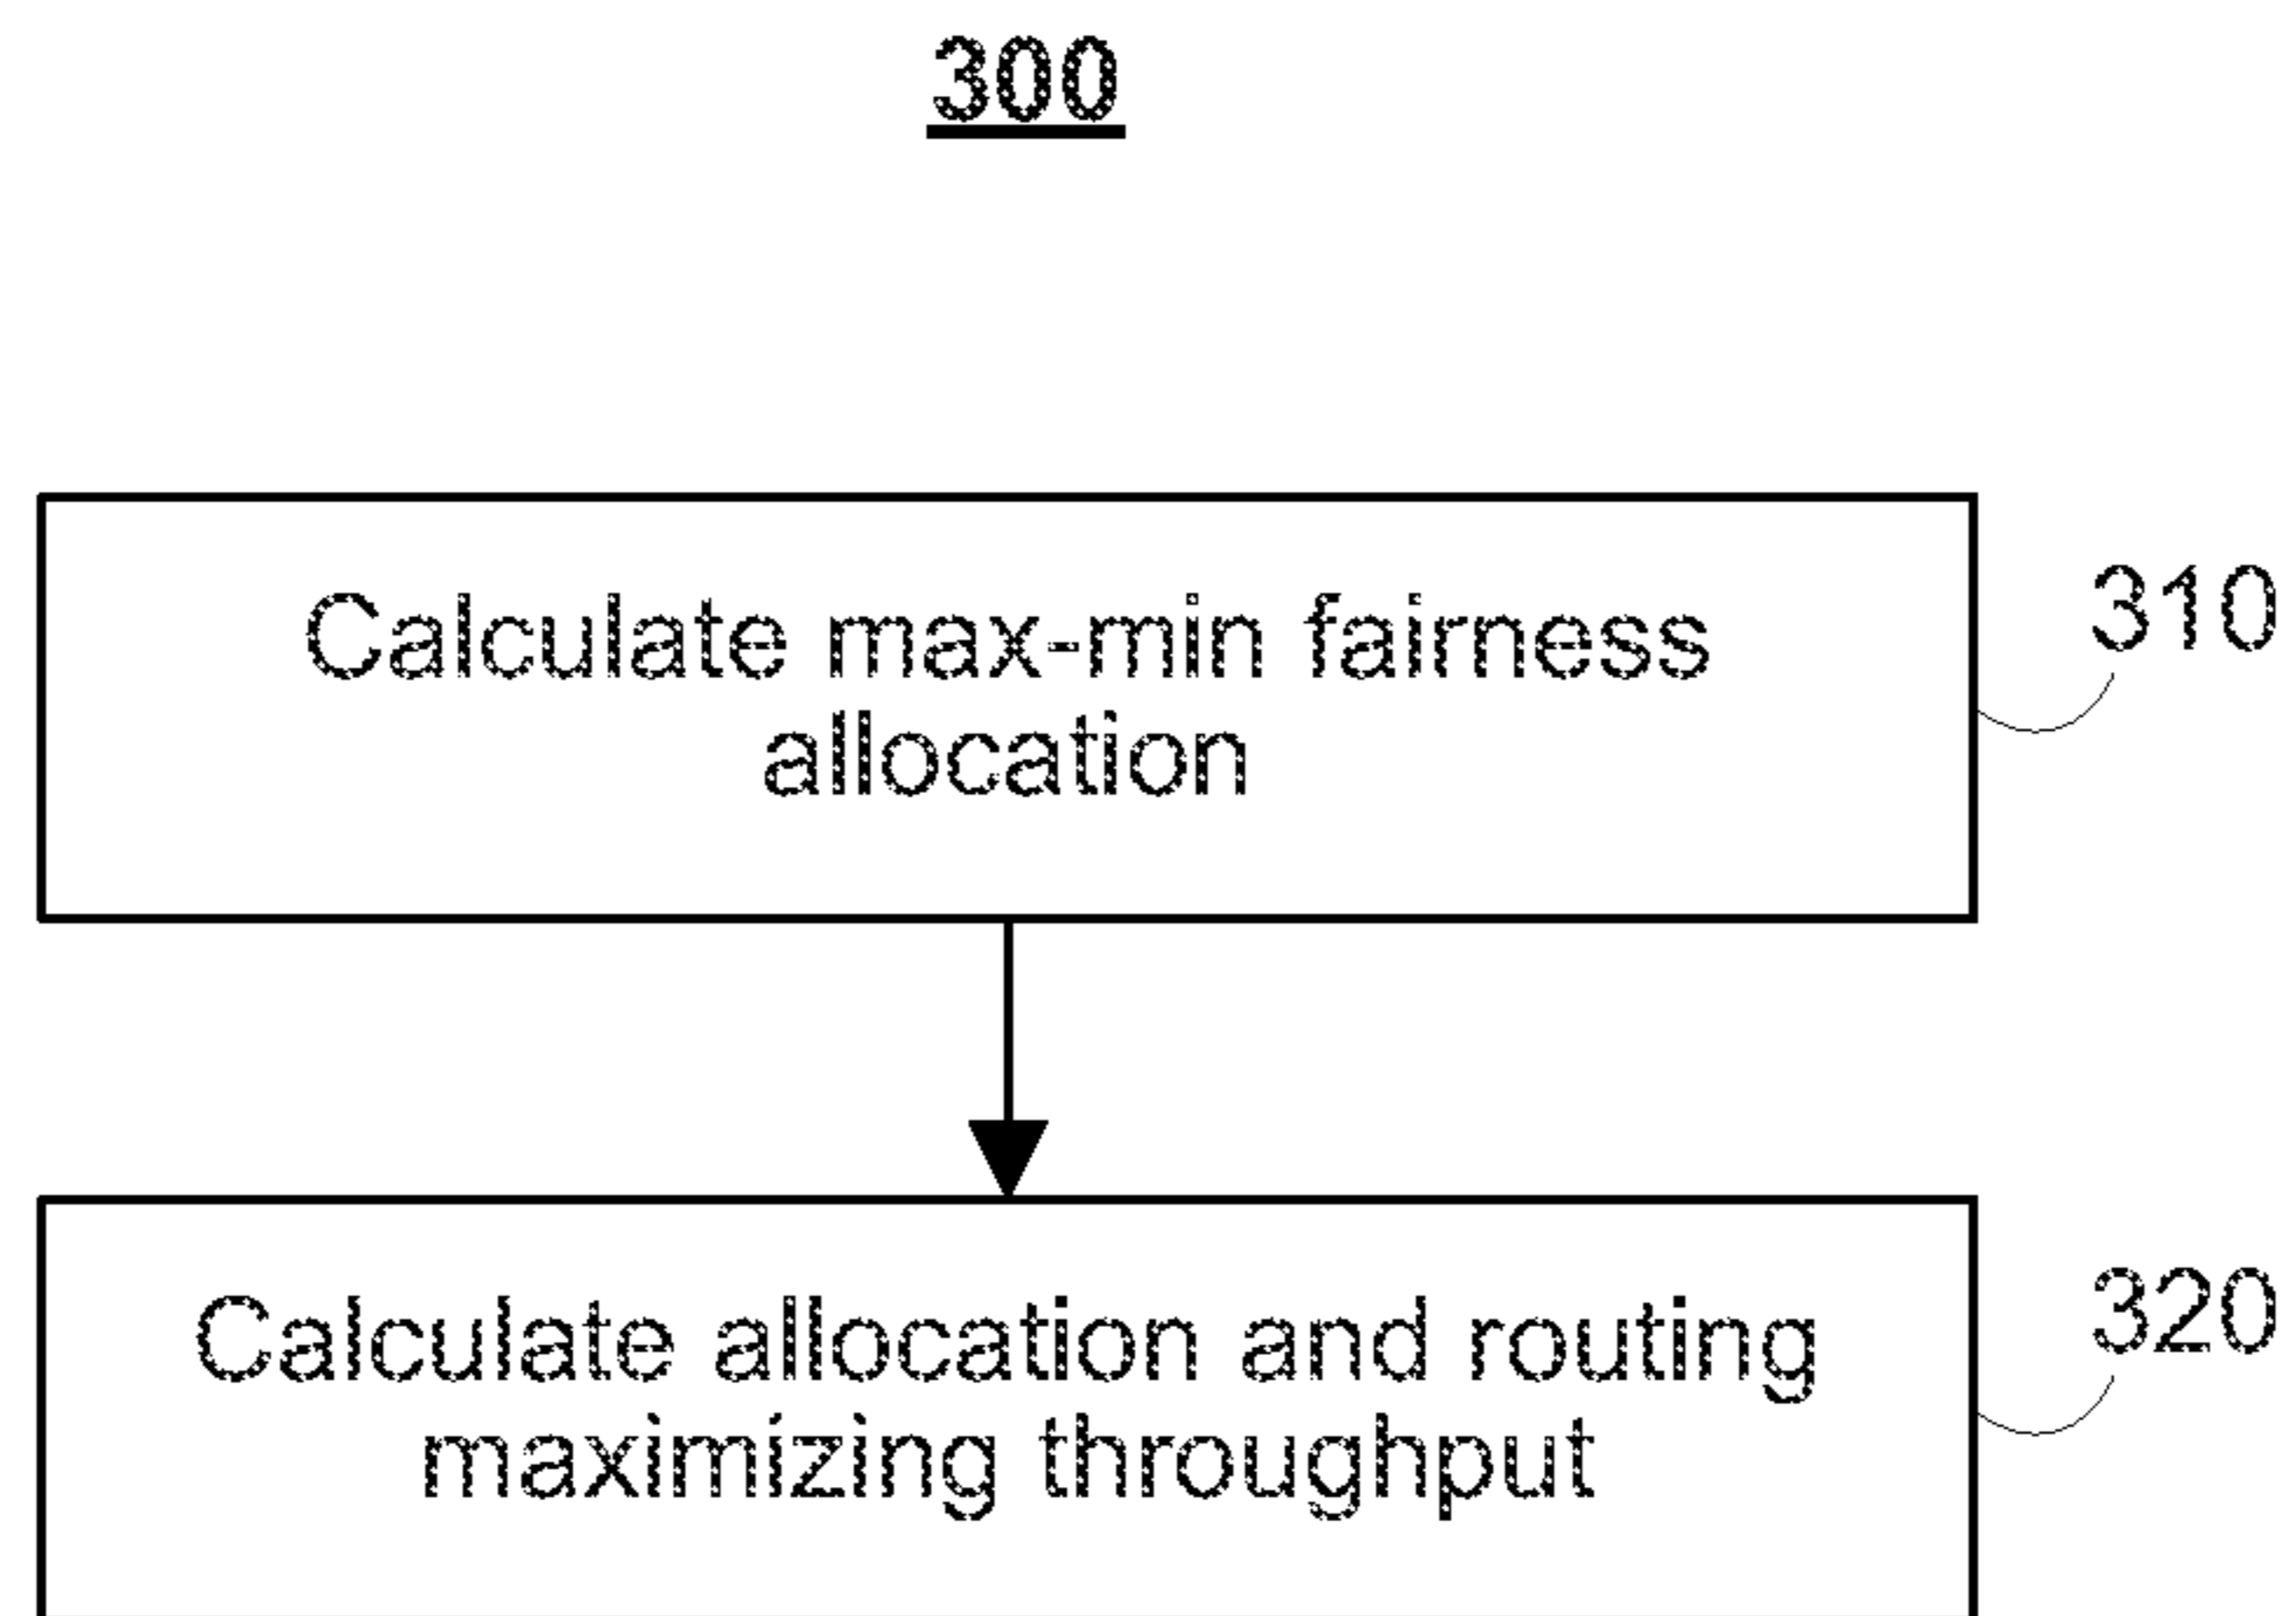 300
Calculate max-min fairness
310
allocation
Calculate allocation and routing
320
maximizing throughput